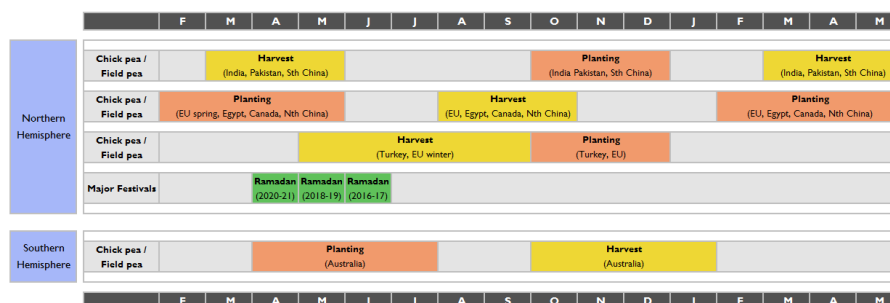 F M A M J J A S O N D J F M A M
Northern
Hemisphere
Chick pea /
Field pea
Harvest
(India, Pakistan, Sth China)
Planting
(India Pakistan, Sth China)
Harvest
(India, Pakistan, Sth China)
Chick pea /
Field pea
Planting
(EU spring, Egypt, Canada, Nth China)
Harvest
(EU, Egypt, Canada, Nth China)
Planting
(EU, Egypt, Canada, Nth China)
Chick pea /
Field pea
Harvest
(Turkey, EU winter)
Planting
(Turkey, EU)
Major Festivals
Ramadan
(2020-21)
Ramadan
(2018-19)
Ramadan
(2016-17)
Southern
Hemisphere
Chick pea /
Field pea
Planting
(Australia)
Harvest
(Australia)
F M A M J J A S O N D J F M A M